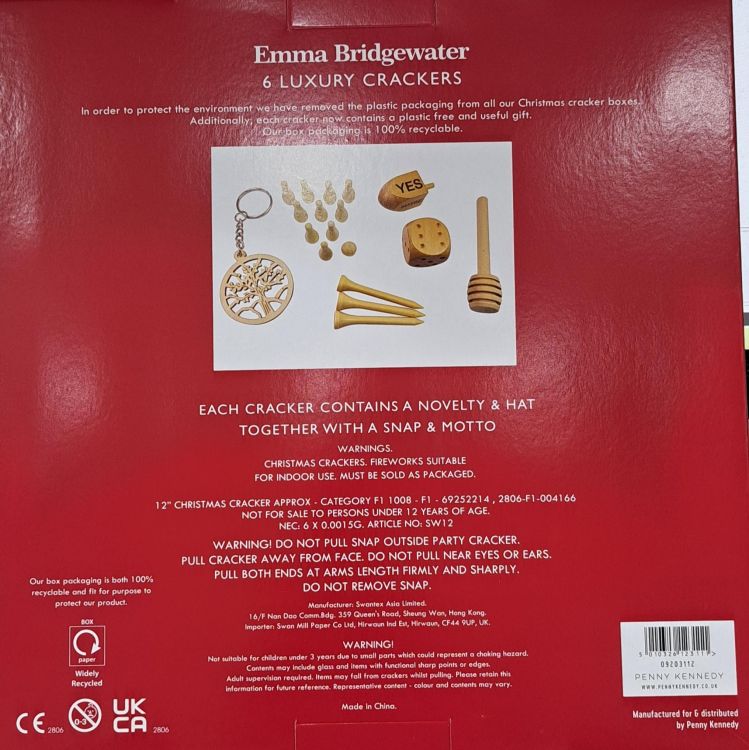 Emma Bridgewater
6 LUXURY CRACKERS
In order to protect the environment we have removed the plastic packaging from all our Christmas cracker boxes.
Additionally, each cracker now contains a plastic free and useful gift.
Our box packaging is 100% recyclable.
YES
EACH CRACKER CONTAINS A NOVELTY & HAT
TOGETHER WITH A SNAP & MOTTO
WARNINGS.
CHRISTMAS CRACKERS. FIREWORKS SUITABLE
FOR INDOOR USE. MUST BE SOLD AS PACKAGED.
12" CHRISTMAS CRACKER APPROX - CATEGORY F1 1008 - F1 - 69252214 , 2806-F1-004166
NOT FOR SALE TO PERSONS UNDER 12 YEARS OF AGE.
NEC: 6 X 0.0015G. ARTICLE NO: SW12
WARNING! DO NOT PULL SNAP OUTSIDE PARTY CRACKER.
PULL CRACKER AWAY FROM FACE. DO NOT PULL NEAR EYES OR EARS.
PULL BOTH ENDS AT ARMS LENGTH FIRMLY AND SHARPLY.
DO NOT REMOVE SNAP.
Manufacturer: Swantex Asia Limited.
16/F Nan Dao Comm.Bdg. 359 Queen's Road, Sheung Wan, Hong Kong.
Importer: Swan Mill Paper Co Ltd, Hirwaun Ind Est, Hirwaun, CF44 9UP, UK.
WARNING!
Not suitable for children under 3 years due to small parts which could represent a choking hazard.
Contents may include glass and items with functional sharp points or edges.
Adult supervision required. Items may fall from crackers whilst pulling. Please retain this
information for future reference. Representative content - colour and contents may vary.
Made in China.
Our box packaging is both 100%
recyclable and fit for purpose to
protect our product.
BOX
paper
Widely
Recycled
CE 2806
0-3
UK
CA 2806
5 010326 123117 >
09203112
PENNY KENNEDY
WWW.PENNYKENNEDY.CO.UK
Manufactured for & distributed
by Penny Kennedy